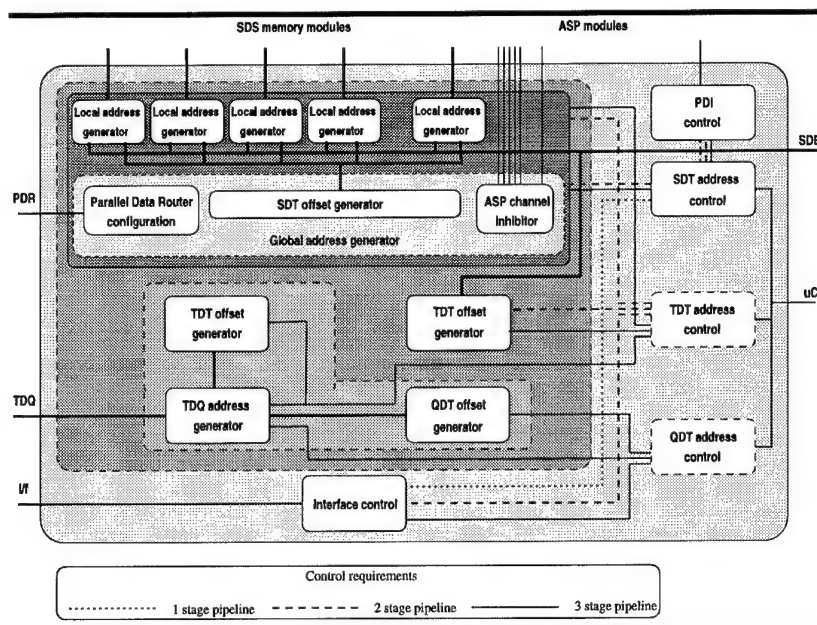 SDS memory modules
ASP modules
Local address
generator
Local address
generator
Local address
generator
Local address
generator
Local address
generator
PDI
control
SDB
SDT address
control
PDR
Parallel Data Router
configuration
SDT offset generator
ASP channel
inhibitor
Global address generator
uC
TDT offset
generator
TDT offset
generator
TDT address
control
TDQ
TDQ address
generator
QDT offset
generator
QDT address
control
I/f
Interface control
Control requirements
1 stage pipeline
2 stage pipeline
3 stage pipeline